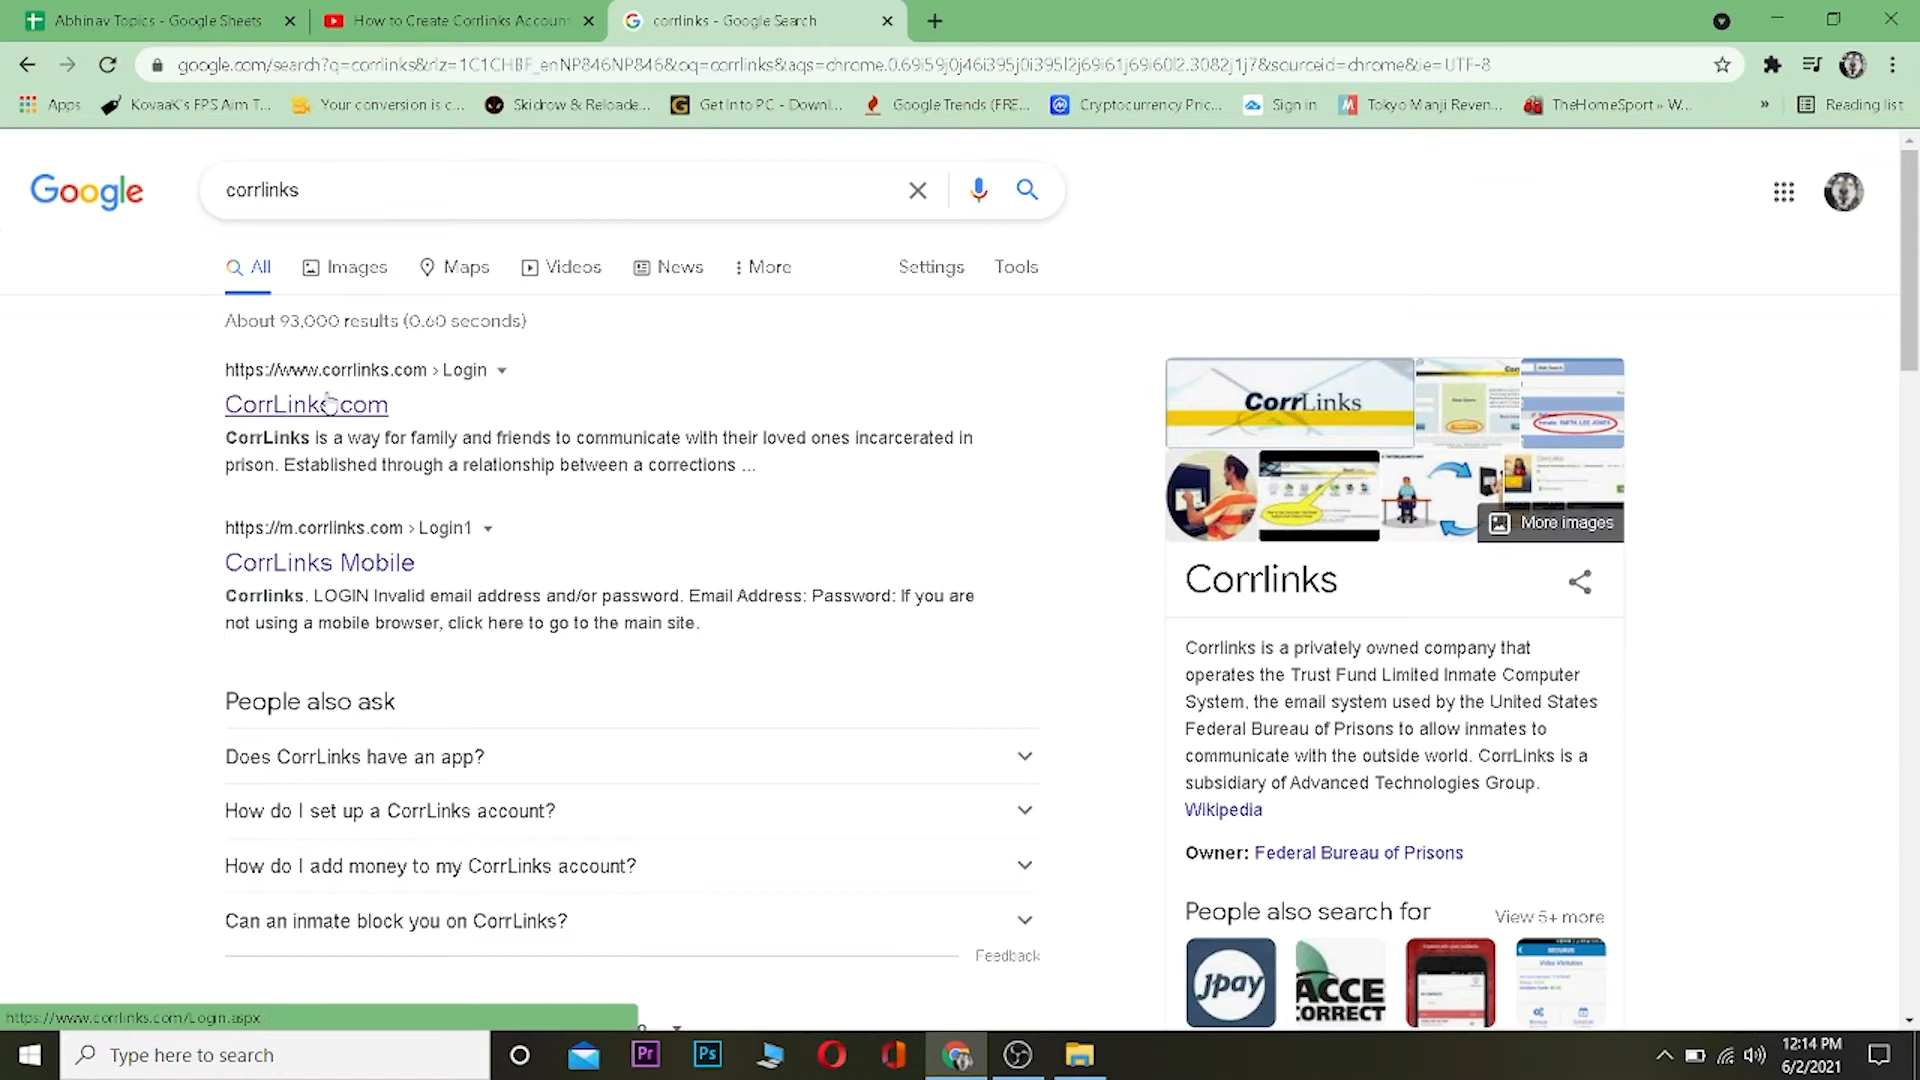 Abhinav Topics - Google Sheets
How to Create Corrlinks Account
corrlinks - Google Search
google.com/search?q=corrlinks&rlz=1C1CHBF_enNP846NP846&oq=corrlinks&aqs=chrome.0.69i59j0j46i395j0i395l2j69i61j69i60l2.3082j1j7&sourceid=chrome&ie=UTF-8
Apps
KovaaK's FPS Aim T...
Your conversion is c...
Skidrow & Reloade...
Get Into PC - Downl...
Google Trends (FRE...
Cryptocurrency Pric...
Sign in
Tokyo Manji Reven...
TheHomeSport » W...
»
Reading list
Google
corrlinks
All
Images
Maps
Videos
News
More
Settings
Tools
About 93,000 results (0.60 seconds)
https://www.corrlinks.com › Login
CorrLinks.com
CorrLinks is a way for family and friends to communicate with their loved ones incarcerated in
prison. Established through a relationship between a corrections ...
https://m.corrlinks.com › Login1
CorrLinks Mobile
Corrlinks. LOGIN Invalid email address and/or password. Email Address: Password: If you are
not using a mobile browser, click here to go to the main site.
People also ask
Does CorrLinks have an app?
How do I set up a CorrLinks account?
How do I add money to my CorrLinks account?
Can an inmate block you on CorrLinks?
Feedback
CorrLinks
More images
Corrlinks
Corrlinks is a privately owned company that
operates the Trust Fund Limited Inmate Computer
System, the email system used by the United States
Federal Bureau of Prisons to allow inmates to
communicate with the outside world. CorrLinks is a
subsidiary of Advanced Technologies Group.
Wikipedia
Owner: Federal Bureau of Prisons
People also search for
View 5+ more
Jpay
ACCE
CORRECT
Video Visitation
https://www.corrlinks.com/Login.aspx
Type here to search
Pr
Ps
12:14 PM
6/2/2021